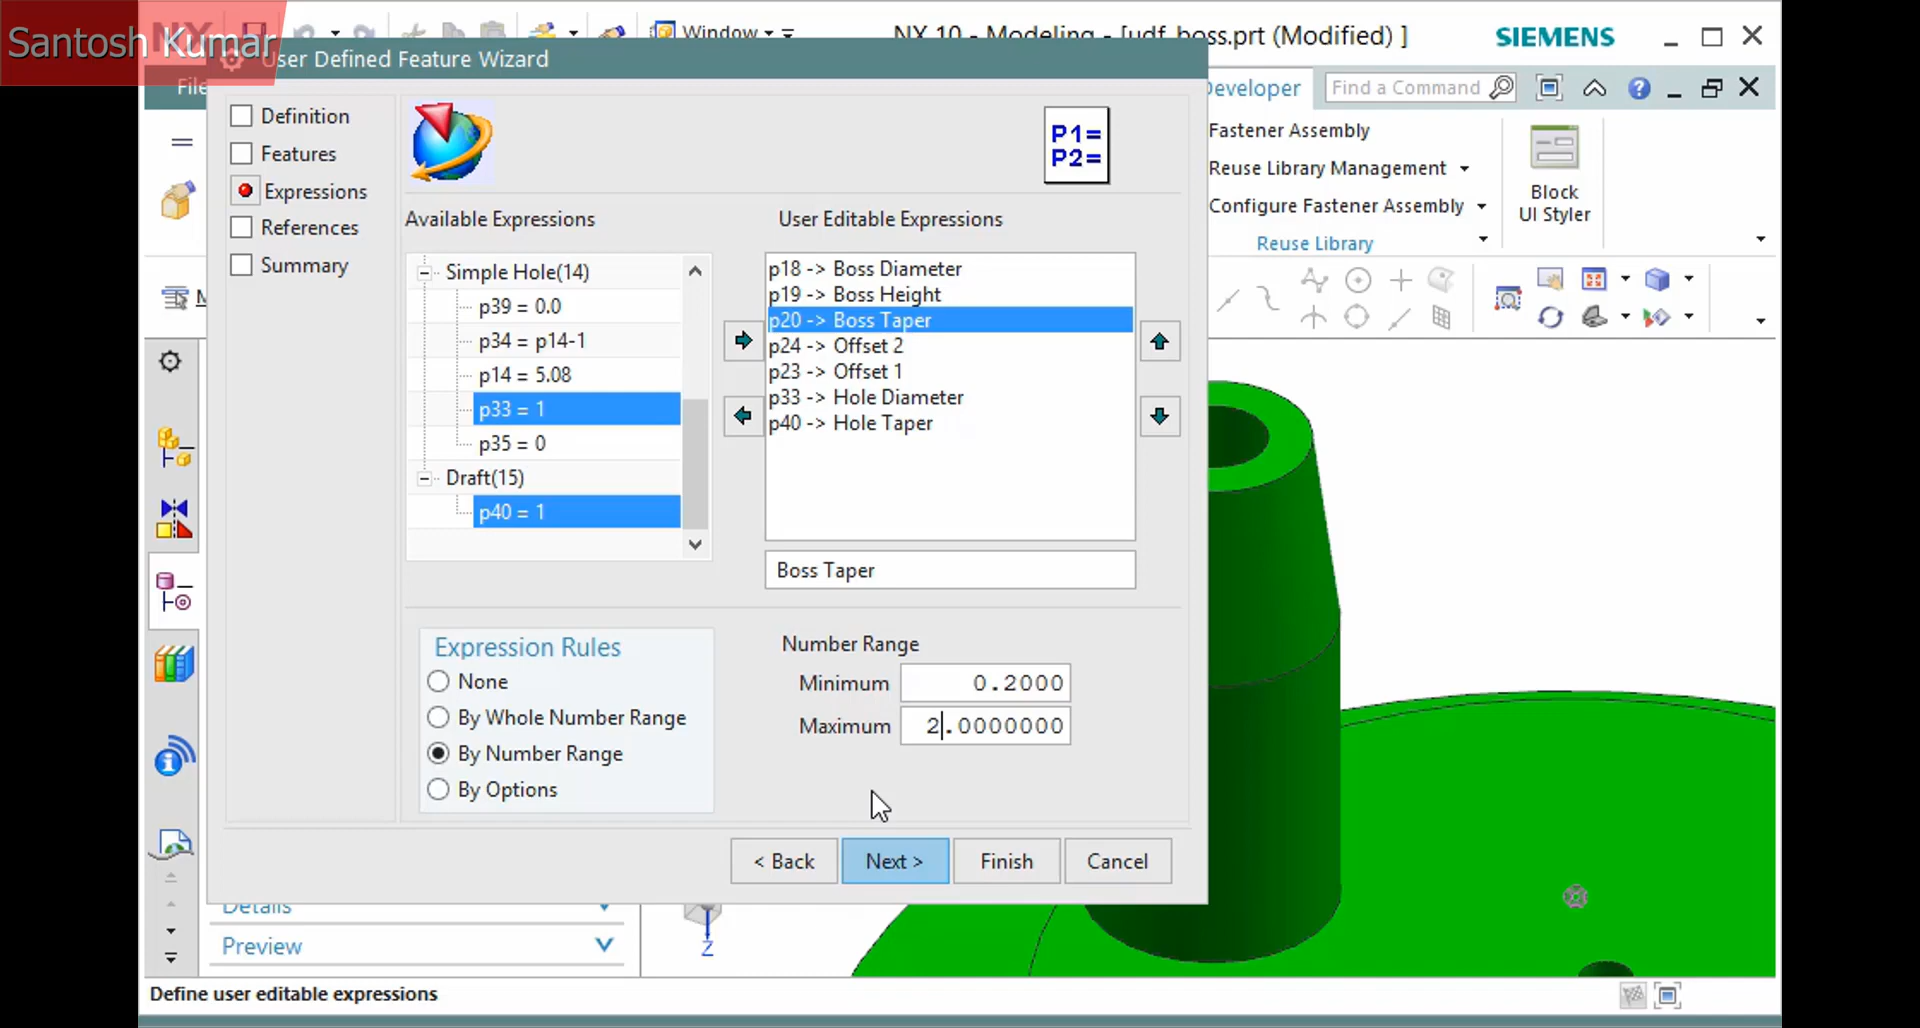 Santosh Kumar
NX
Window
NX 10 - Modeling - [udf_boss.prt (Modified) ]
SIEMENS
User Defined Feature Wizard
File
Developer
Find a Command
Definition
Features
Expressions
References
Summary
P1=
P2=
Fastener Assembly
Reuse Library Management
Configure Fastener Assembly
Reuse Library
Block
UI Styler
Available Expressions
User Editable Expressions
Simple Hole(14)
p39 = 0.0
p34 = p14-1
p14 = 5.08
p33 = 1
p35 = 0
Draft(15)
p40 = 1
p18 -> Boss Diameter
p19 -> Boss Height
p20 -> Boss Taper
p24 -> Offset 2
p23 -> Offset 1
p33 -> Hole Diameter
p40 -> Hole Taper
Boss Taper
Expression Rules
None
By Whole Number Range
By Number Range
By Options
Number Range
Minimum 0.2000
Maximum 2.0000000
< Back
Next >
Finish
Cancel
Details
Preview
Z
Define user editable expressions